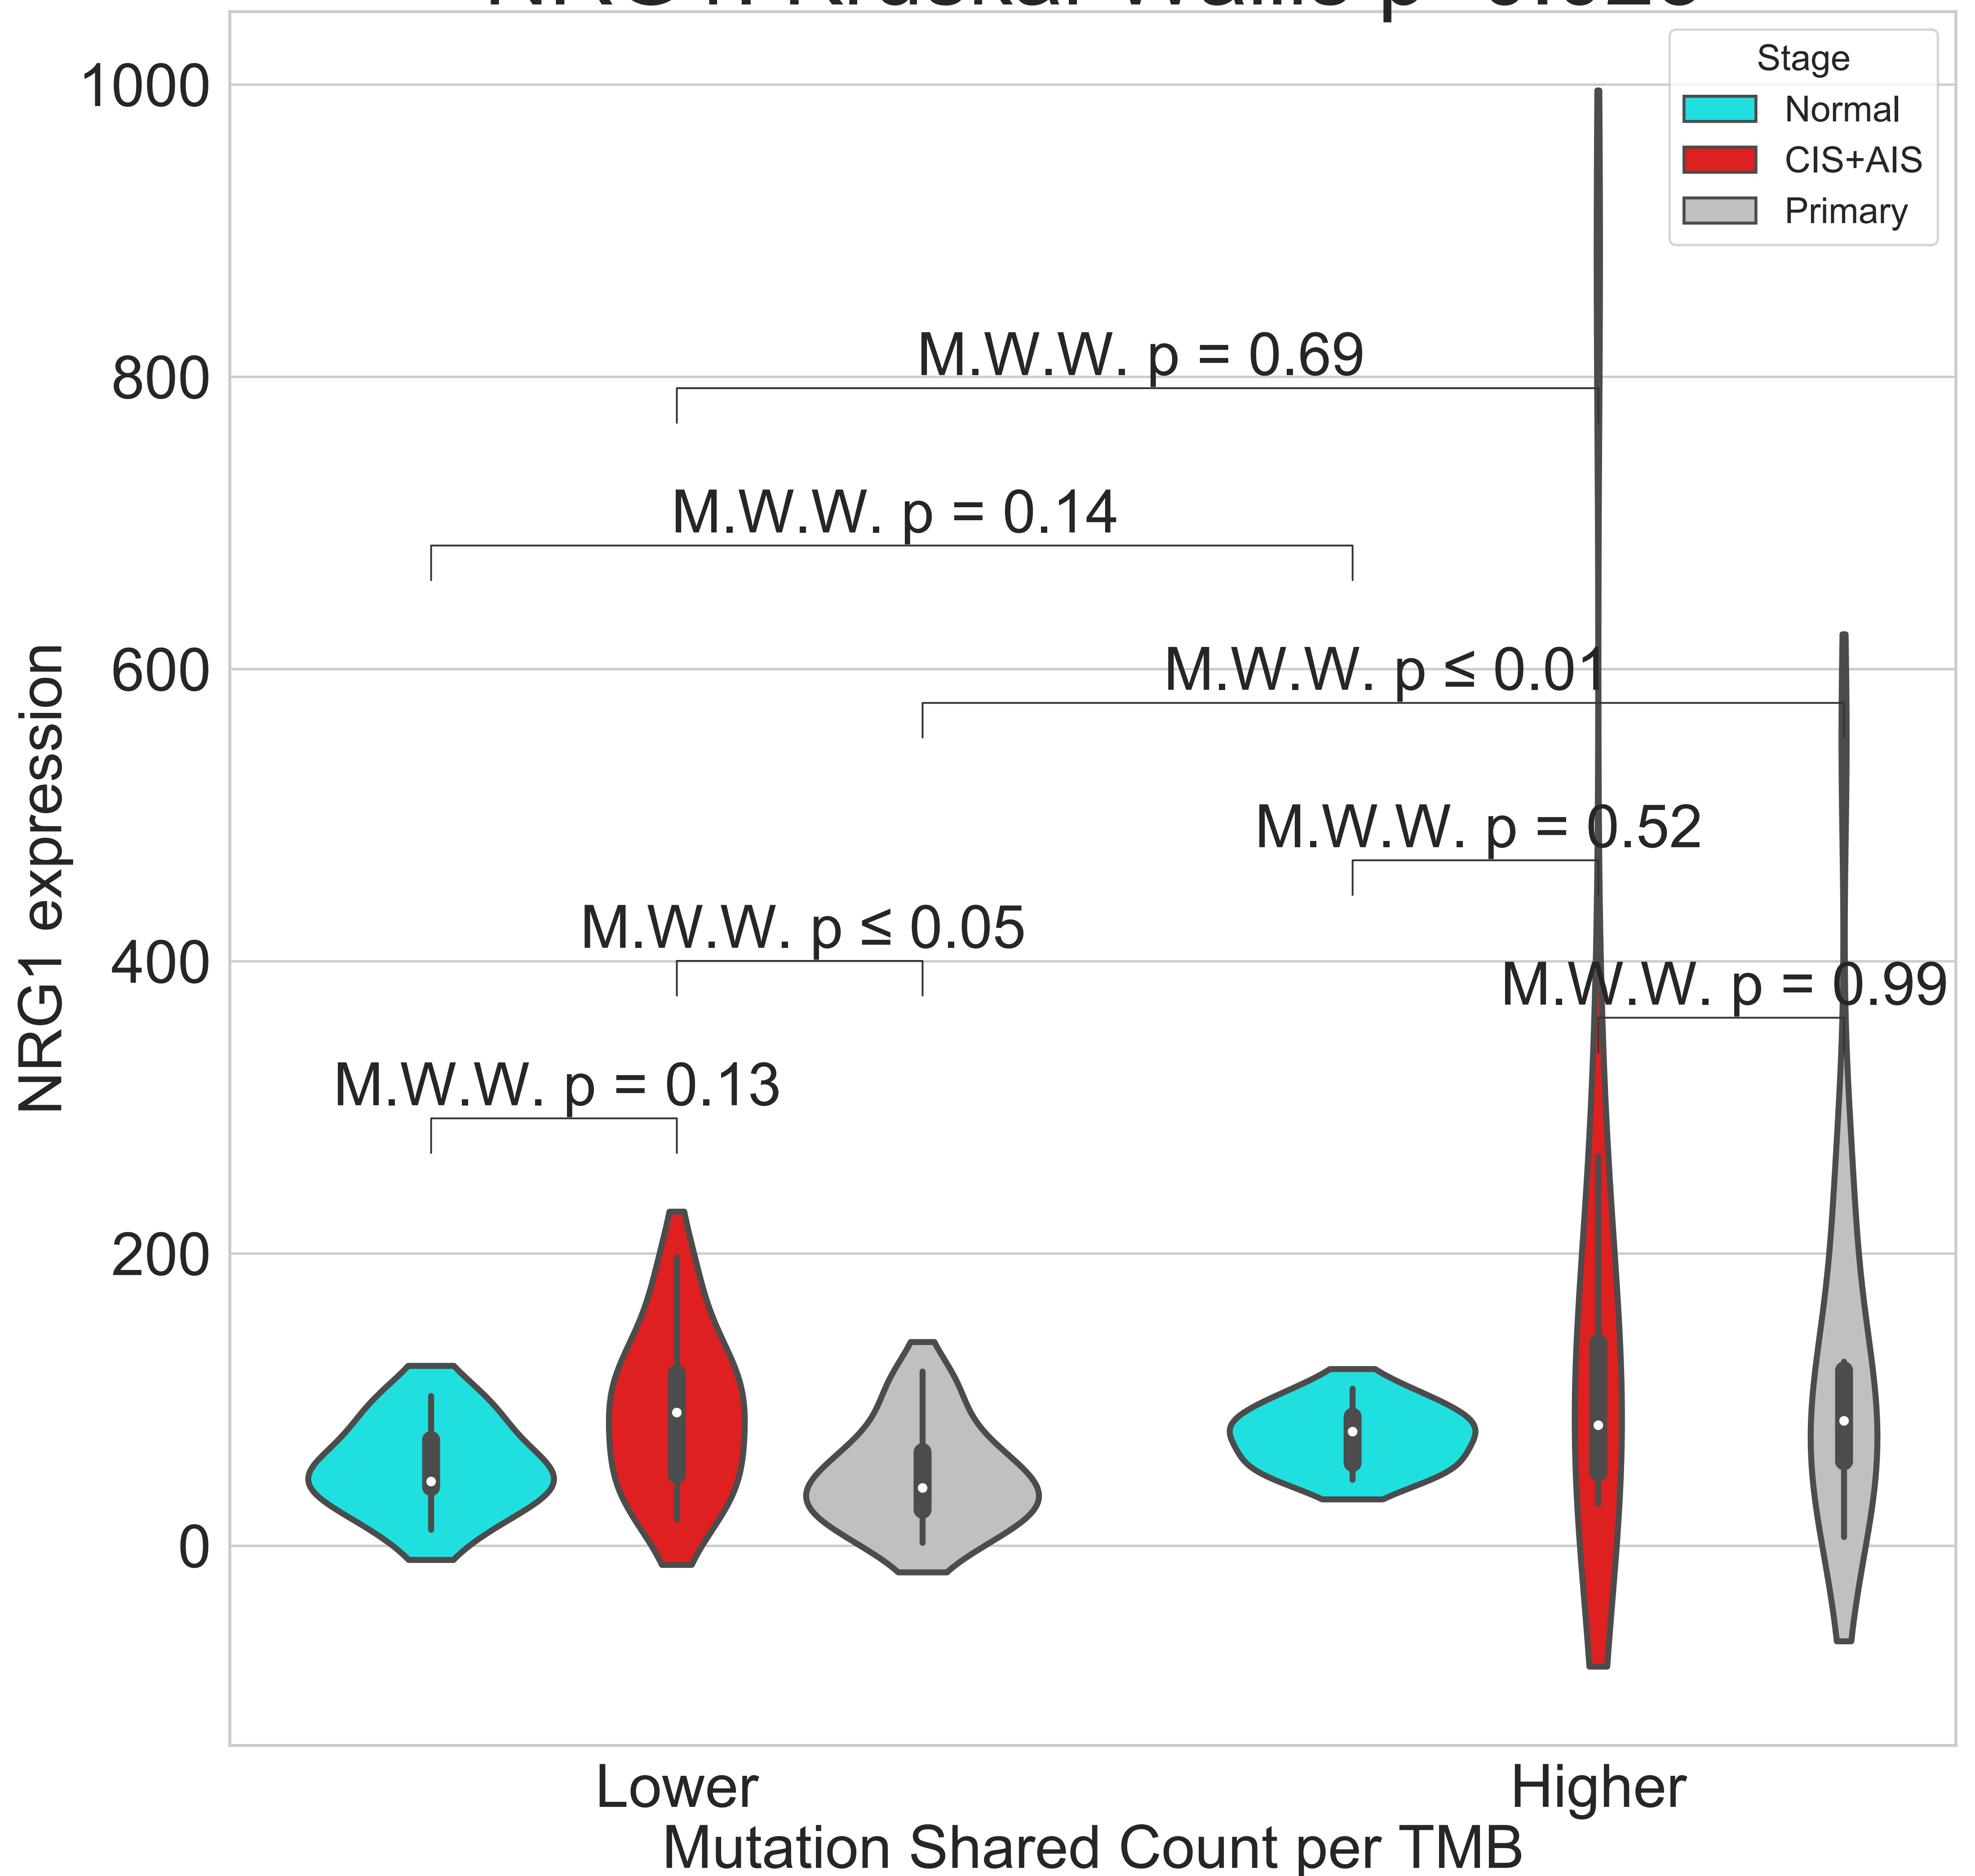 1000
800
600
400
200
0
NRG1 expression
Stage
Normal
CIS+AIS
Primary
M.W.W. p = 0.69
M.W.W. p = 0.14
M.W.W. p ≤ 0.01
M.W.W. p = 0.52
M.W.W. p ≤ 0.05
M.W.W. p = 0.99
M.W.W. p = 0.13
Lower
Higher
Mutation Shared Count per TMB